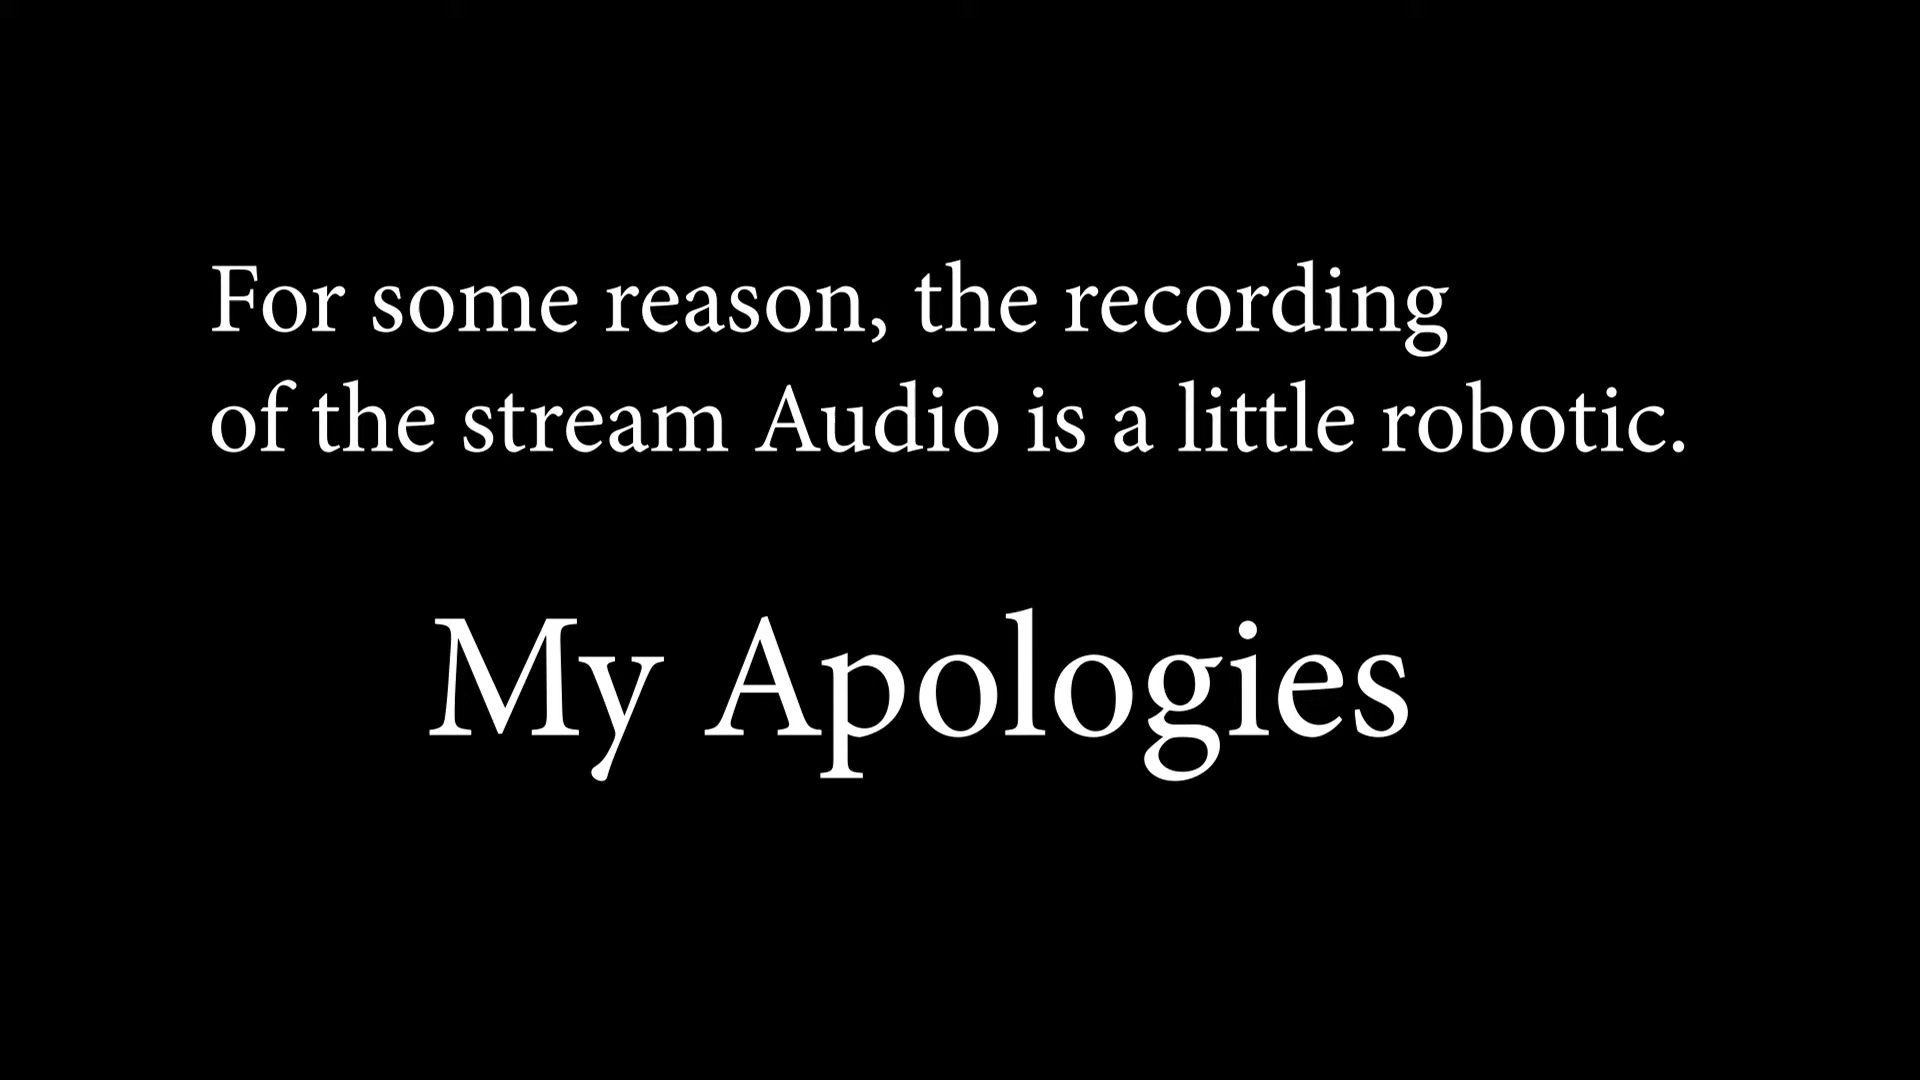 For some reason, the recording
of the stream Audio is a little robotic.
My Apologies